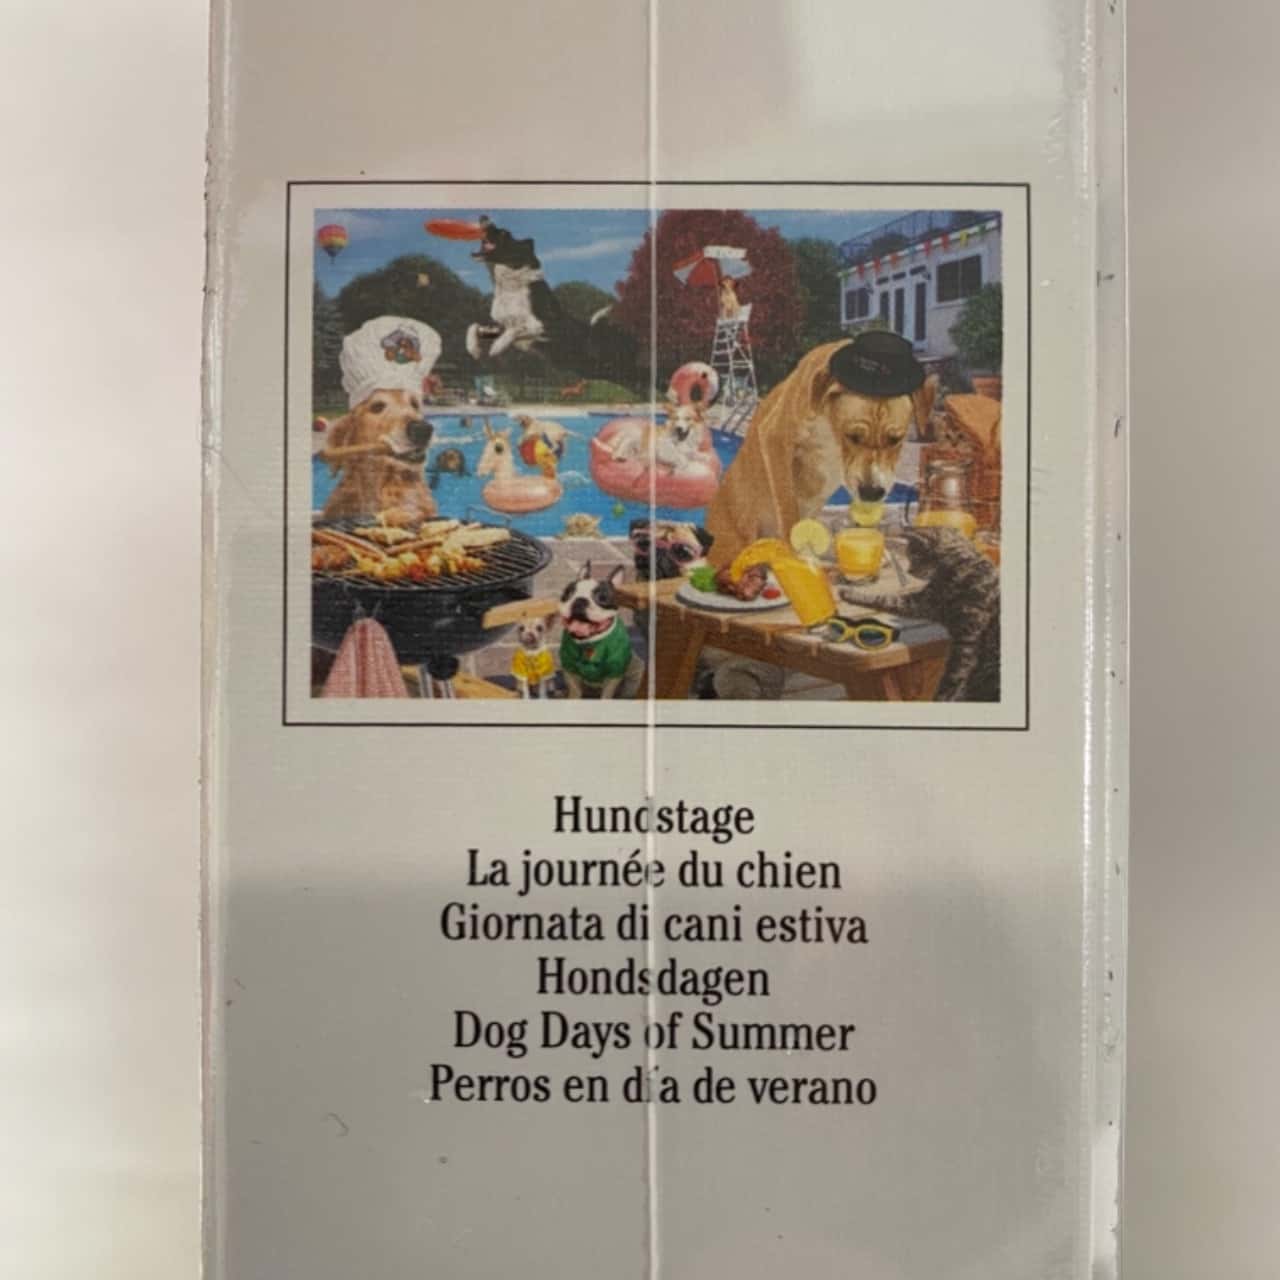 Hundstage
La journée du chien
Giornata di cani estiva
Hondsdagen
Dog Days of Summer
Perros en día de verano